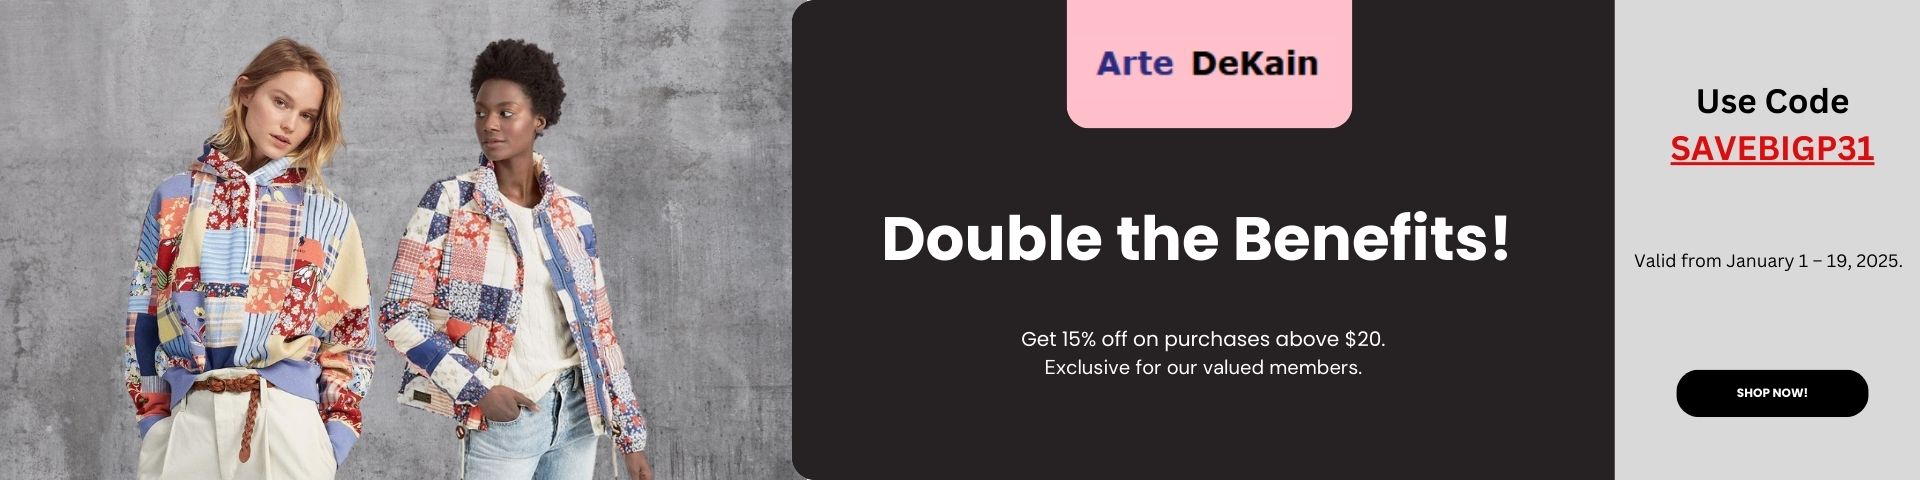 Arte DeKain
Double the Benefits!
Get 15% off on purchases above $20.
Exclusive for our valued members.
Use Code
SAVEBIGP31
Valid from January 1 – 19, 2025.
SHOP NOW!